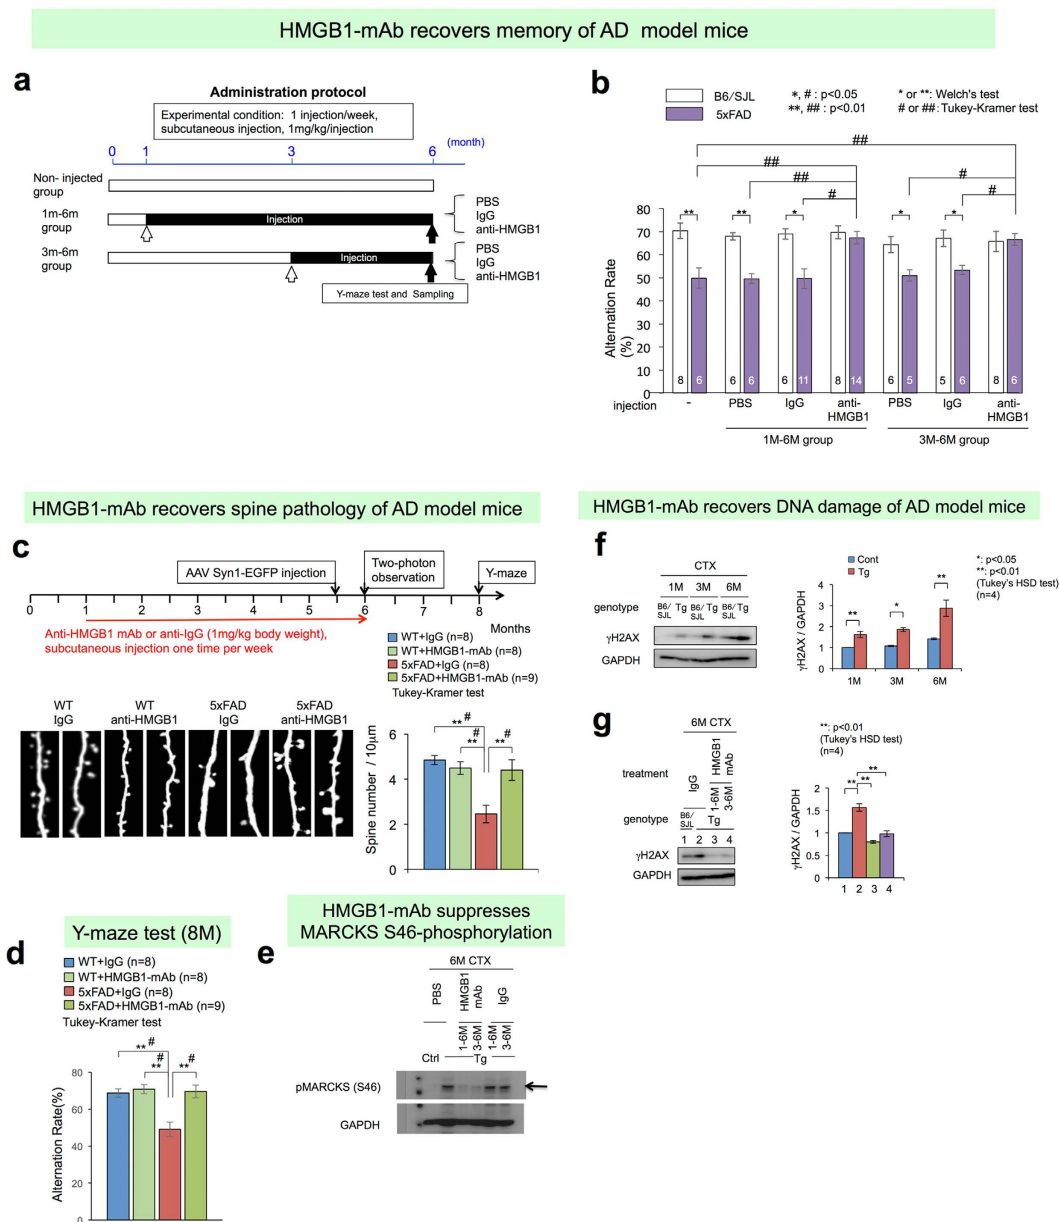 HMGB1-mAb recovers memory of AD model mice
a
Administration protocol
Experimental condition: 1 injection/week,
subcutaneous injection, 1mg/kg/injection
0 1 3 6 (month)
Non- injected
group
1m-6m
group
Injection
PBS
IgG
anti-HMGB1
3m-6m
group
Injection
PBS
IgG
anti-HMGB1
Y-maze test and Sampling
b
B6/SJL
5xFAD
*, # : p<0.05
**, ## : p<0.01
* or **: Welch's test
# or ##: Tukey-Kramer test
##
##
##
#
#
#
** ** * * *
Alternation Rate
(%)
80
70
60
50
40
30
20
10
0
8 6 6 6 6 11 8 14 6 5 5 6 8 6
injection
- PBS IgG anti-HMGB1 PBS IgG anti-HMGB1
1M-6M group 3M-6M group
HMGB1-mAb recovers spine pathology of AD model mice
c
AAV Syn1-EGFP injection
Two-photon
observation
Y-maze
0 1 2 3 4 5 6 7 8
Months
Anti-HMGB1 mAb or anti-IgG (1mg/kg body weight),
subcutaneous injection one time per week
WT+IgG (n=8)
WT+HMGB1-mAb (n=8)
5xFAD+IgG (n=8)
5xFAD+HMGB1-mAb (n=9)
Tukey-Kramer test
WT
IgG
WT
anti-HMGB1
5xFAD
IgG
5xFAD
anti-HMGB1
** #
#
**
** #
Spine number / 10μm
6
4
2
0
HMGB1-mAb recovers DNA damage of AD model mice
f
CTX
1M 3M 6M
genotype
B6/SJL Tg B6/SJL Tg B6/SJL Tg
γH2AX
GAPDH
Cont
Tg
*: p<0.05
**: p<0.01
(Tukey's HSD test)
(n=4)
** * **
γH2AX / GAPDH
4
3
2
1
0
1M 3M 6M
g
6M CTX
treatment
IgG
HMGB1 mAb
1-6M
3-6M
genotype
B6/SJL Tg
1 2 3 4
γH2AX
GAPDH
**: p<0.01
(Tukey's HSD test)
(n=4)
**
** **
γH2AX / GAPDH
2
1.5
1
0.5
0
1 2 3 4
Y-maze test (8M)
d
WT+IgG (n=8)
WT+HMGB1-mAb (n=8)
5xFAD+IgG (n=8)
5xFAD+HMGB1-mAb (n=9)
Tukey-Kramer test
** #
#
**
** #
Alternation Rate(%)
80
60
40
20
0
HMGB1-mAb suppresses
MARCKS S46-phosphorylation
e
6M CTX
PBS
HMGB1 mAb
IgG
1-6M
3-6M
1-6M
3-6M
Ctrl Tg
pMARCKS (S46)
GAPDH